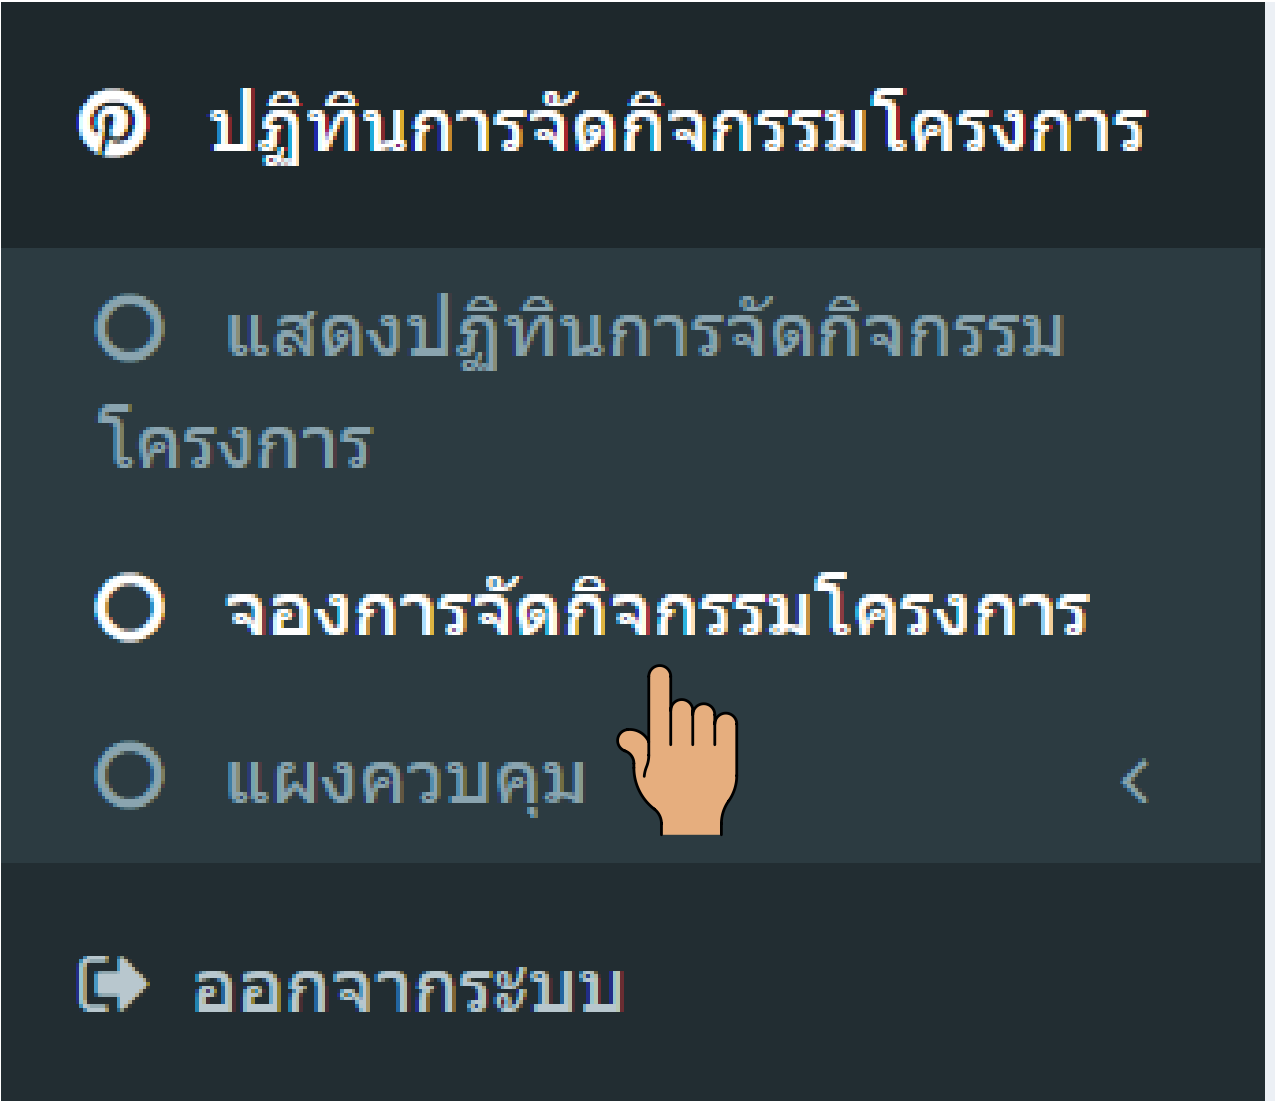 ปฏิทินการจัดกิจกรรมโครงการ
แสดงปฏิทินการจัดกิจกรรม
โครงการ
จองการจัดกิจกรรมโครงการ
แผงควบคุม
ออกจากระบบ